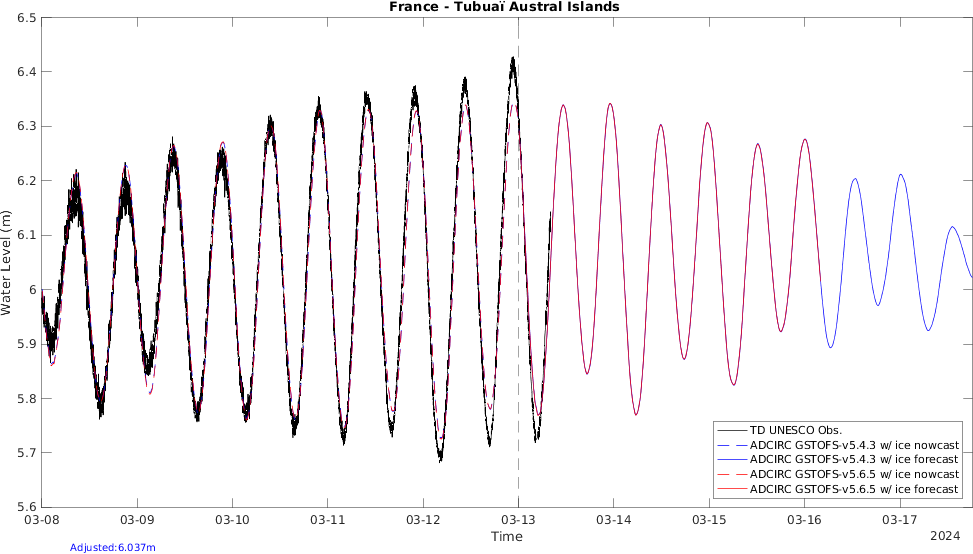 France - Tubuaï Austral Islands
6.5
6.4
6.3
6.2
6.1
6
5.9
5.8
5.7
5.6
Water Level (m)
03-08 03-09 03-10 03-11 03-12 03-13 03-14 03-15 03-16 03-17
Time
2024
TD UNESCO Obs.
ADCIRC GSTOFS-v5.4.3 w/ ice nowcast
ADCIRC GSTOFS-v5.4.3 w/ ice forecast
ADCIRC GSTOFS-v5.6.5 w/ ice nowcast
ADCIRC GSTOFS-v5.6.5 w/ ice forecast
Adjusted:6.037m